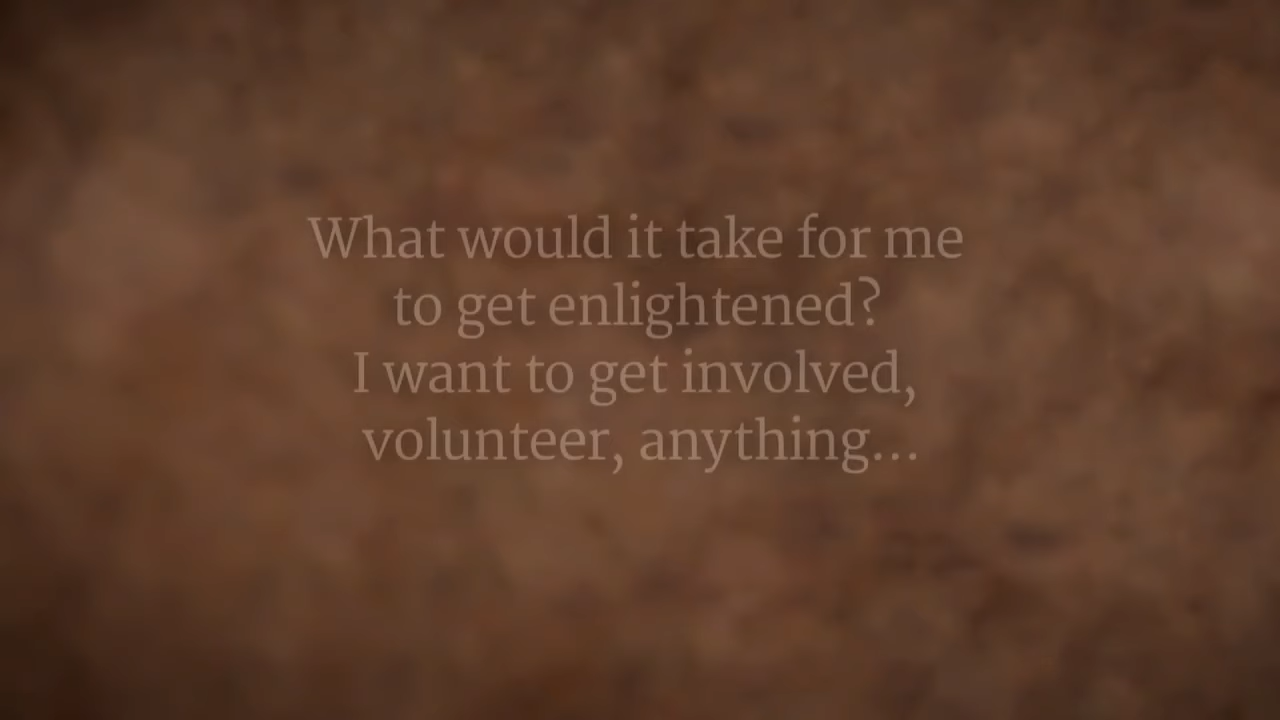 What would it take for me
to get enlightened?
I want to get involved,
volunteer, anything...